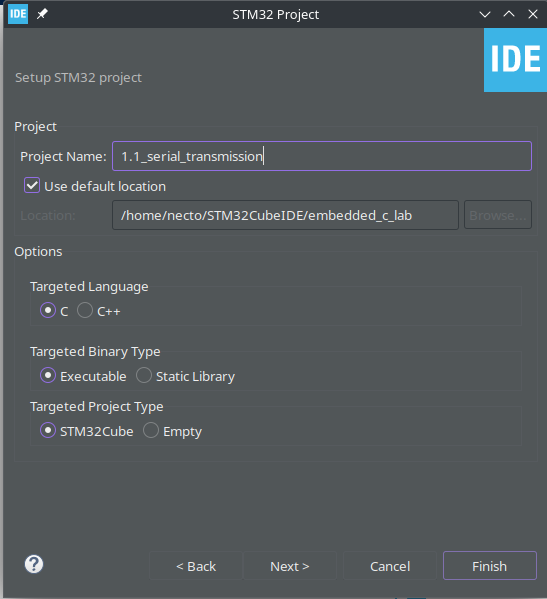 IDE STM32 Project
IDE
Setup STM32 project
Project
Project Name: 1.1_serial_transmission
Use default location
Location: /home/necto/STM32CubeIDE/embedded_c_lab Browse...
Options
Targeted Language
C C++
Targeted Binary Type
Executable Static Library
Targeted Project Type
STM32Cube Empty
? < Back Next > Cancel Finish